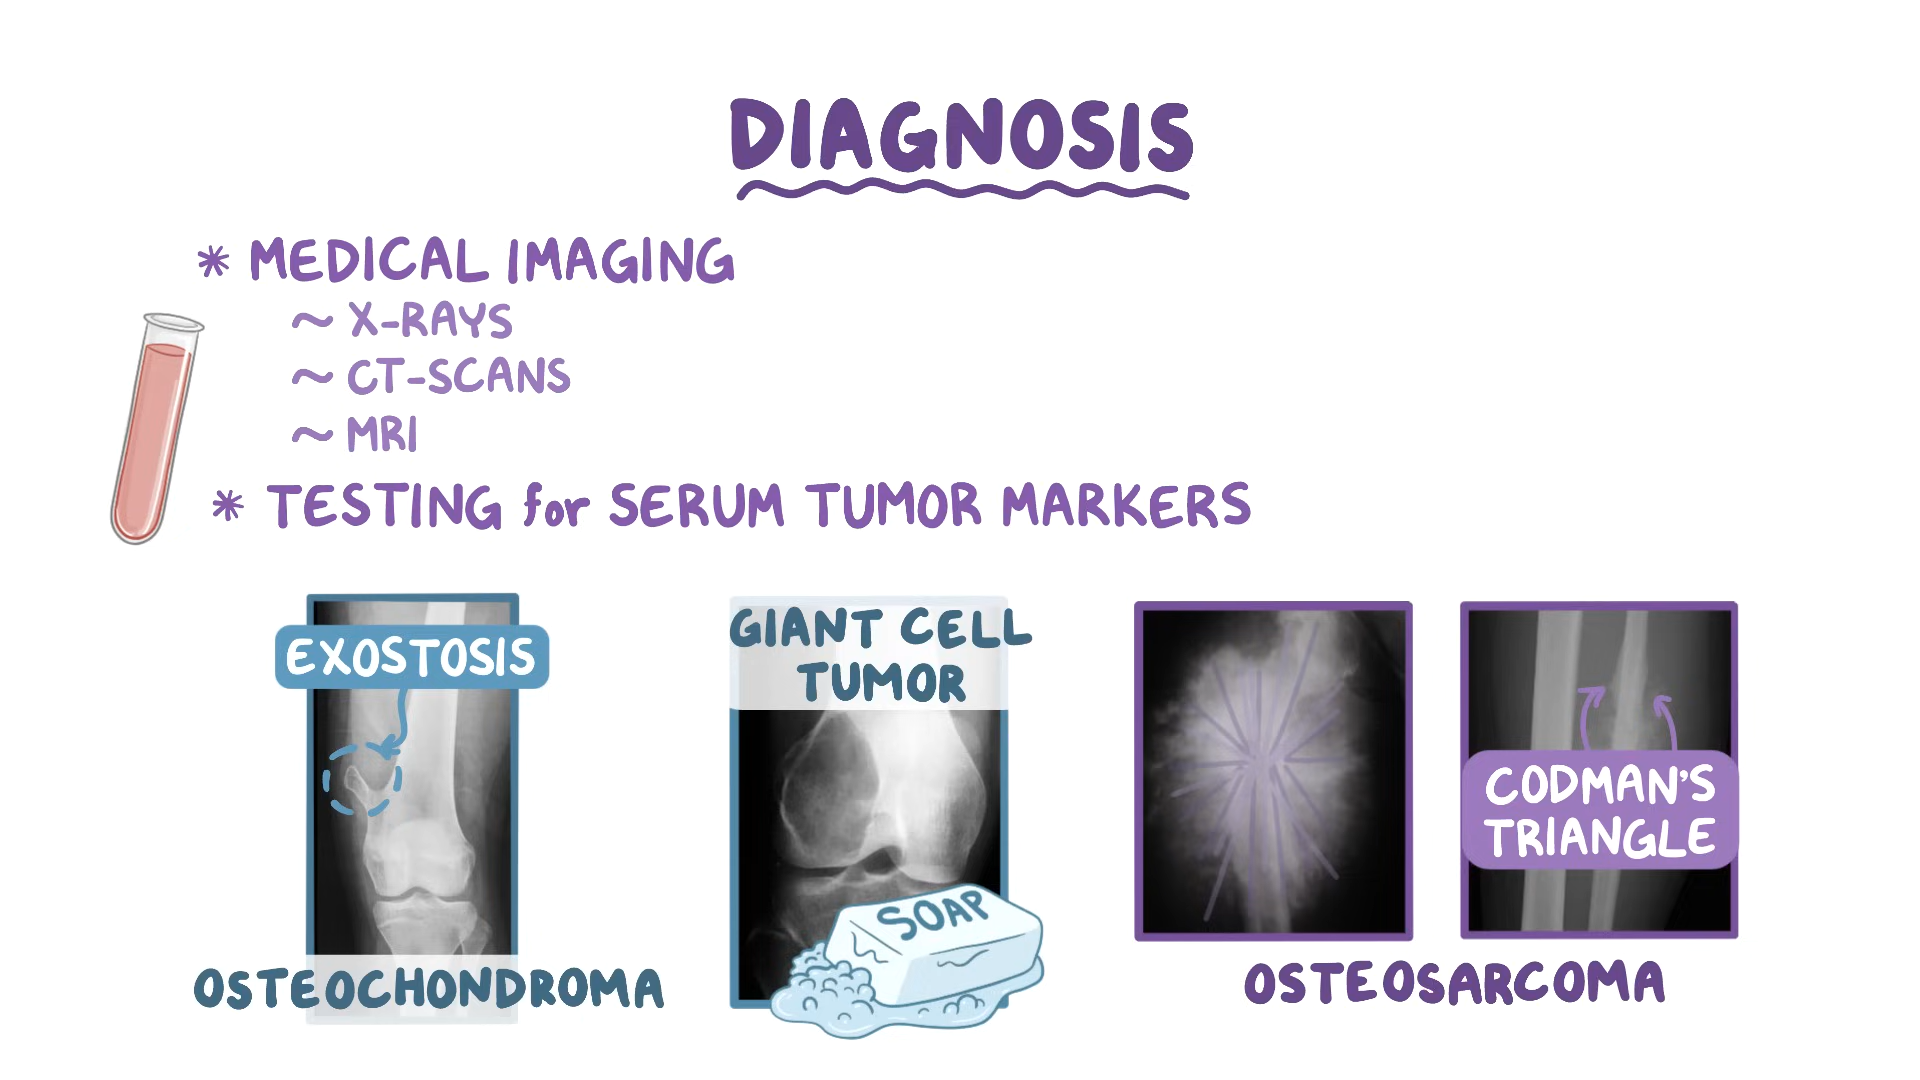 DIAGNOSIS
* MEDICAL IMAGING
~ X-RAYS
~ CT-SCANS
~ MRI
* TESTING for SERUM TUMOR MARKERS
EXOSTOSIS
OSTEOCHONDROMA
GIANT CELL
TUMOR
SOAP
CODMAN'S
TRIANGLE
OSTEOSARCOMA